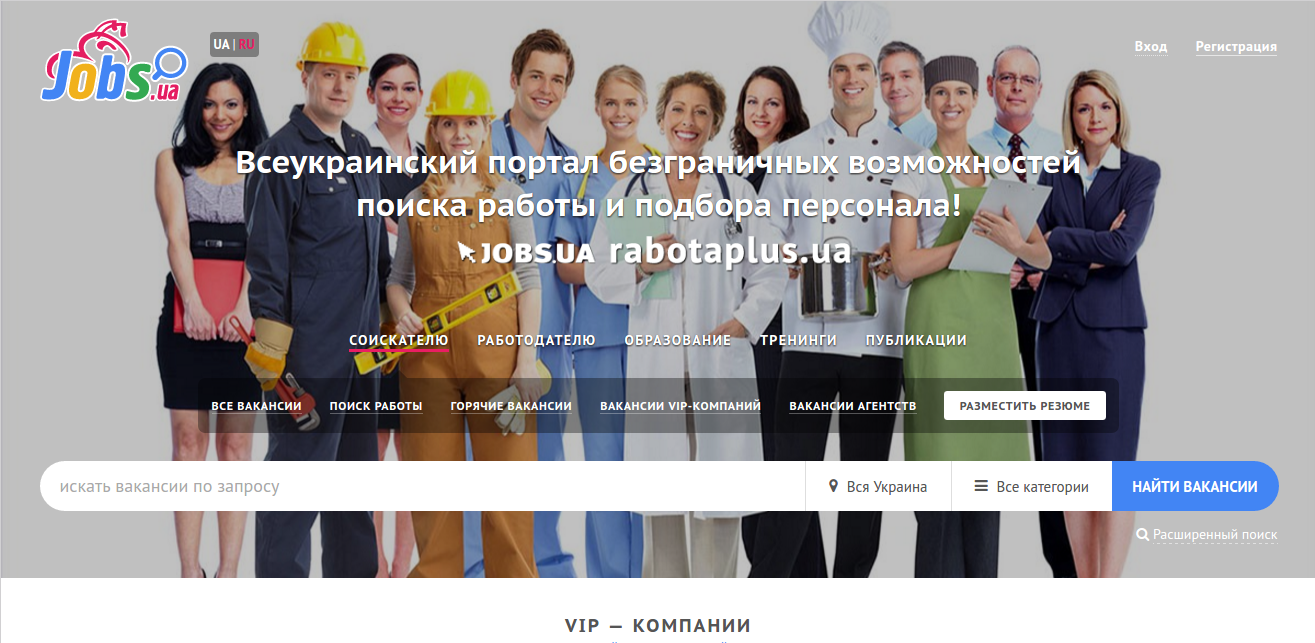 Jobs.ua
UA | RU
Вход
Регистрация
Всеукраинский портал безграничных возможностей
поиска работы и подбора персонала!
JOBS.UA rabotaplus.ua
СОИСКАТЕЛЮ
РАБОТОДАТЕЛЮ
ОБРАЗОВАНИЕ
ТРЕНИНГИ
ПУБЛИКАЦИИ
ВСЕ ВАКАНСИИ
ПОИСК РАБОТЫ
ГОРЯЧИЕ ВАКАНСИИ
ВАКАНСИИ VIP-КОМПАНИЙ
ВАКАНСИИ АГЕНТСТВ
РАЗМЕСТИТЬ РЕЗЮМЕ
искать вакансии по запросу
Вся Украина
Все категории
НАЙТИ ВАКАНСИИ
Расширенный поиск
VIP — КОМПАНИИ